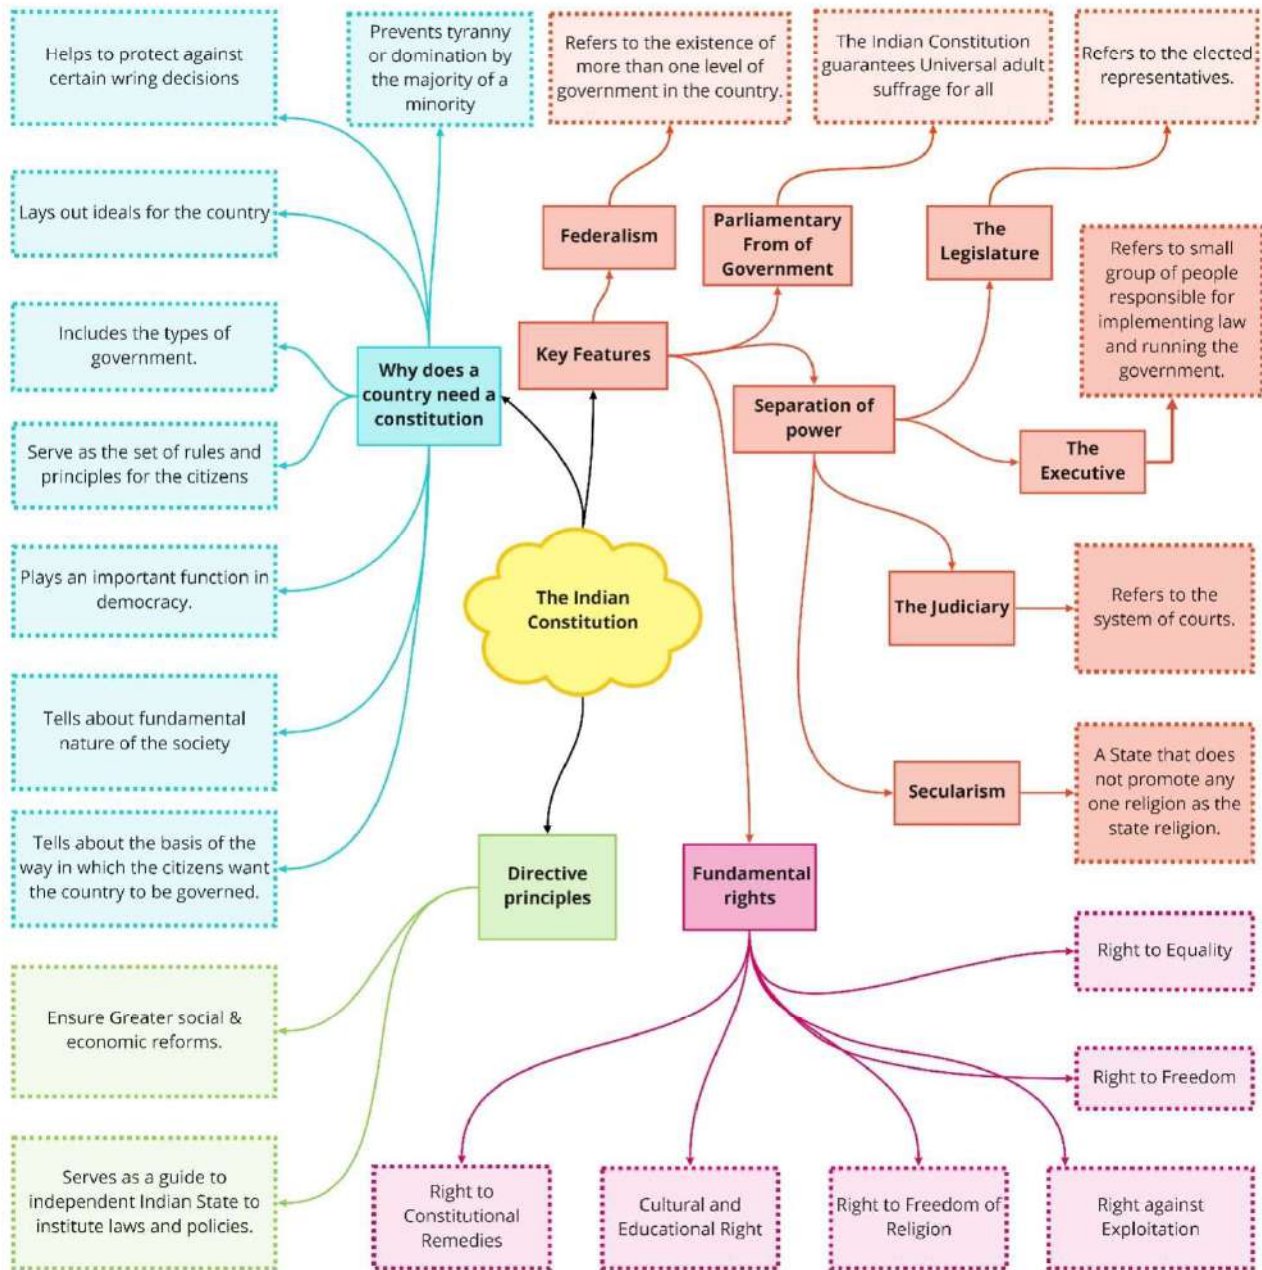 Helps to protect against
certain wring decisions
Prevents tyranny
or domination by
the majority of a
minority
Refers to the existence of
more than one level of
government in the country.
The Indian Constitution
guarantees Universal adult
suffrage for all
Refers to the elected
representatives.
Lays out ideals for the country
Federalism
Parliamentary
From of
Government
The
Legislature
Refers to small
group of people
responsible for
implementing law
and running the
government.
Includes the types of
government.
Why does a
country need a
constitution
Key Features
Separation of
power
Serve as the set of rules and
principles for the citizens
The
Executive
Plays an important function in
democracy.
The Indian
Constitution
The Judiciary
Refers to the
system of courts.
Tells about fundamental
nature of the society
Secularism
A State that does
not promote any
one religion as the
state religion.
Tells about the basis of the
way in which the citizens want
the country to be governed.
Directive
principles
Fundamental
rights
Right to Equality
Ensure Greater social &
economic reforms.
Right to Freedom
Serves as a guide to
independent Indian State to
institute laws and policies.
Right to
Constitutional
Remedies
Cultural and
Educational Right
Right to Freedom of
Religion
Right against
Exploitation